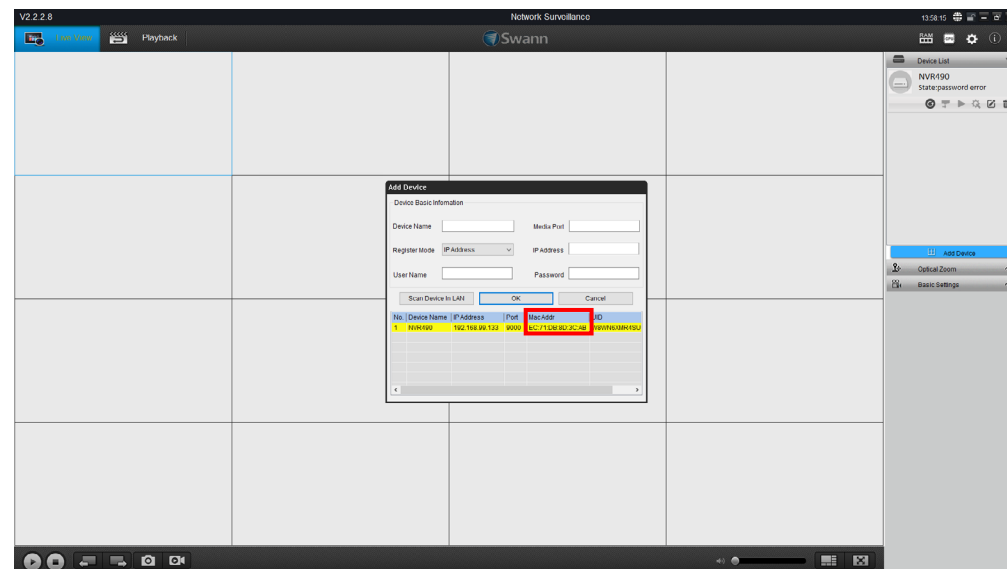 V2.2.2.8
Network Surveillance
13:58:15
Live View
Playback
Swann
Device List
NVR490
State:password error
Add Device
Optical Zoom
Basic Settings
Add Device
Device Basic Infomation
Device Name
Media Port
Register Mode
IP Address
IP Address
User Name
Password
Scan Device In LAN
OK
Cancel
No. Device Name IP Address Port Mac Addr UID
1 NVR490 192.168.99.133 9000 EC:71:DB:8D:3C:AB